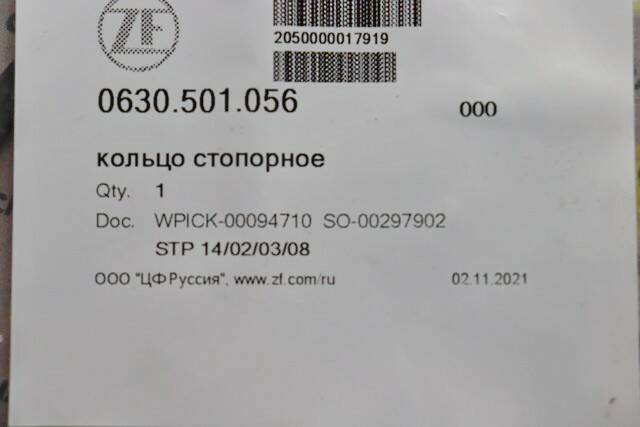 ZF
2050000017919
0630.501.056 000
кольцо стопорное
Qty. 1
Doc. WPICK-00094710 SO-00297902
STP 14/02/03/08
ООО "ЦФ Руссия", www.zf.com/ru 02.11.2021